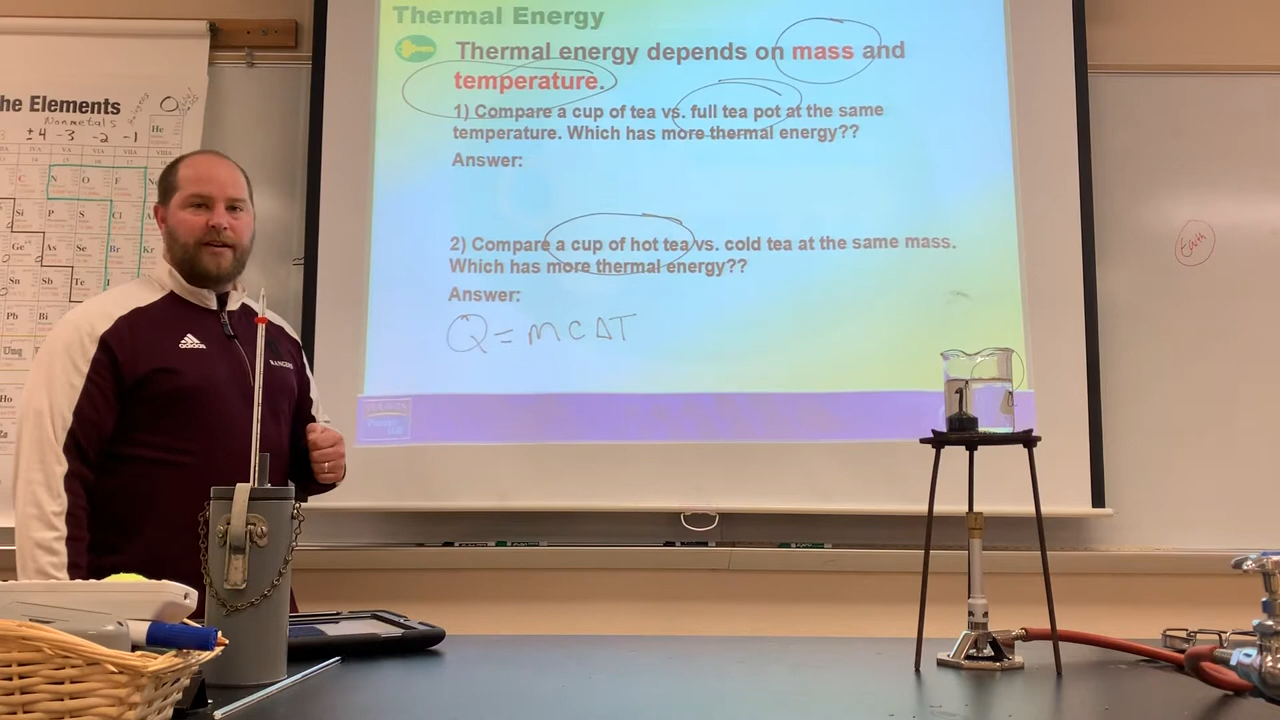 Thermal Energy
Thermal energy depends on mass and
temperature.
1) Compare a cup of tea vs. full tea pot at the same
temperature. Which has more thermal energy??
Answer:
2) Compare a cup of hot tea vs. cold tea at the same mass.
Which has more thermal energy??
Answer:
Q = mcΔT
he Elements
Nonmetals
±4 -3 -2 -1
He
C N O F
Si P S Cl A
Ge As Se Br Kr
Sn Sb Te I
Pb Bi
Unq
Ho
adidas
RANGERS